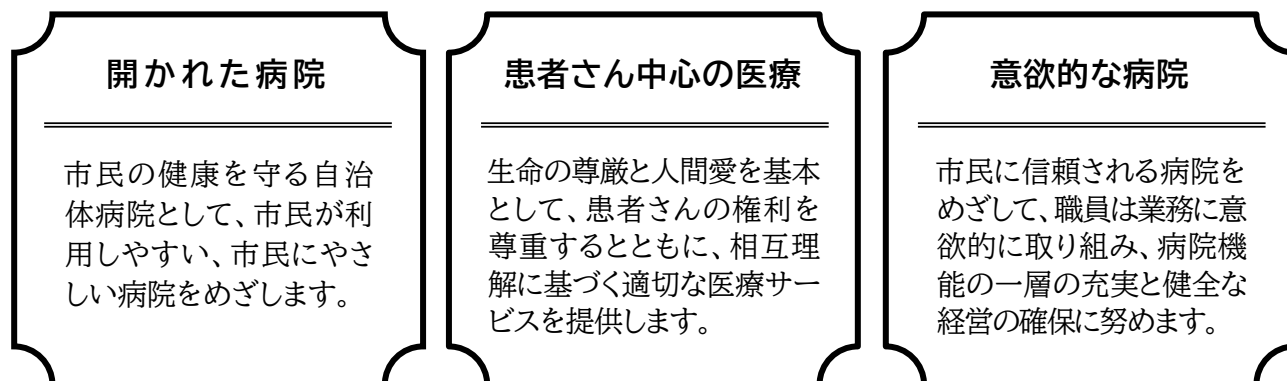 開かれた病院
市民の健康を守る自治
体病院として、市民が利
用しやすい、市民にやさ
しい病院をめざします。
患者さん中心の医療
生命の尊厳と人間愛を基本
として、患者さんの権利を
尊重するとともに、相互理
解に基づく適切な医療サー
ビスを提供します。
意欲的な病院
市民に信頼される病院を
めざして、職員は業務に意
欲的に取り組み、病院機
能の一層の充実と健全な
経営の確保に努めます。